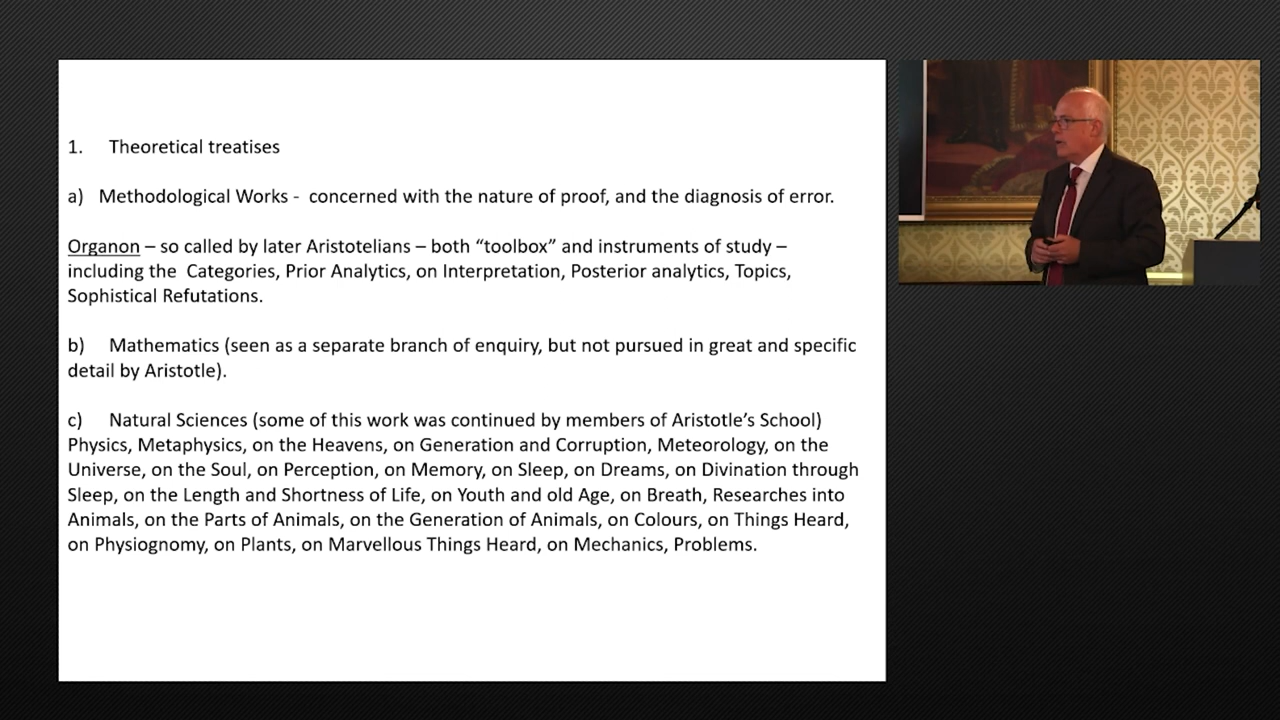 1. Theoretical treatises
a) Methodological Works - concerned with the nature of proof, and the diagnosis of error.
Organon – so called by later Aristotelians – both “toolbox” and instruments of study –
including the Categories, Prior Analytics, on Interpretation, Posterior analytics, Topics,
Sophistical Refutations.
b) Mathematics (seen as a separate branch of enquiry, but not pursued in great and specific
detail by Aristotle).
c) Natural Sciences (some of this work was continued by members of Aristotle’s School)
Physics, Metaphysics, on the Heavens, on Generation and Corruption, Meteorology, on the
Universe, on the Soul, on Perception, on Memory, on Sleep, on Dreams, on Divination through
Sleep, on the Length and Shortness of Life, on Youth and old Age, on Breath, Researches into
Animals, on the Parts of Animals, on the Generation of Animals, on Colours, on Things Heard,
on Physiognomy, on Plants, on Marvellous Things Heard, on Mechanics, Problems.